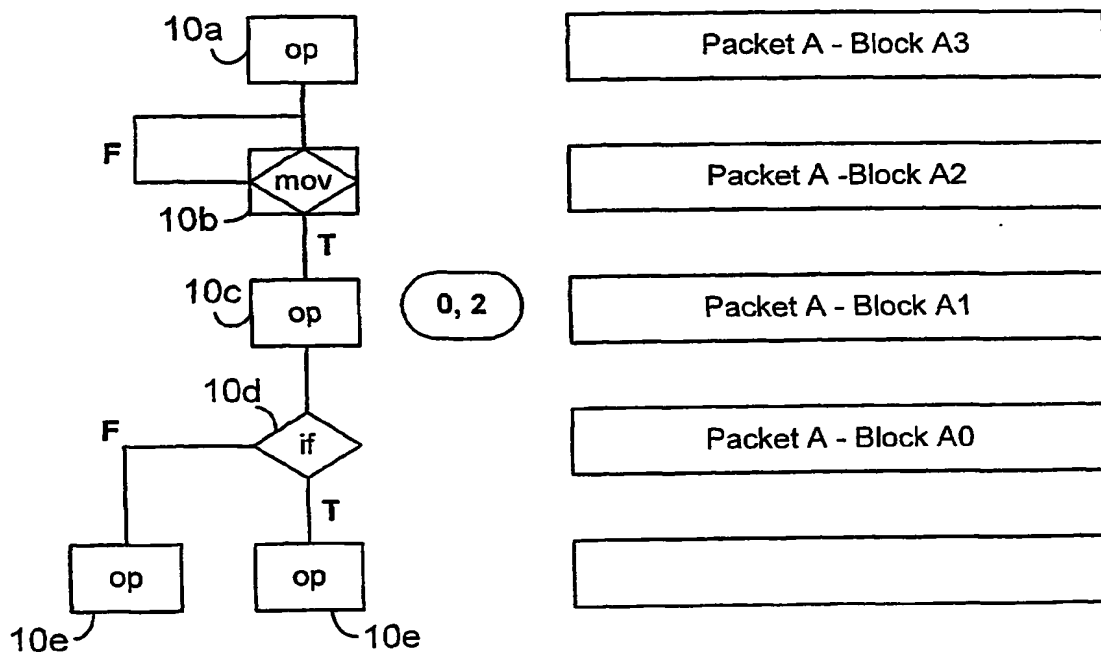 10a
op
Packet A - Block A3
F
mov
10b
Packet A -Block A2
T
10c
op
0, 2
Packet A - Block A1
10d
F
if
Packet A - Block A0
T
op
op
10e
10e